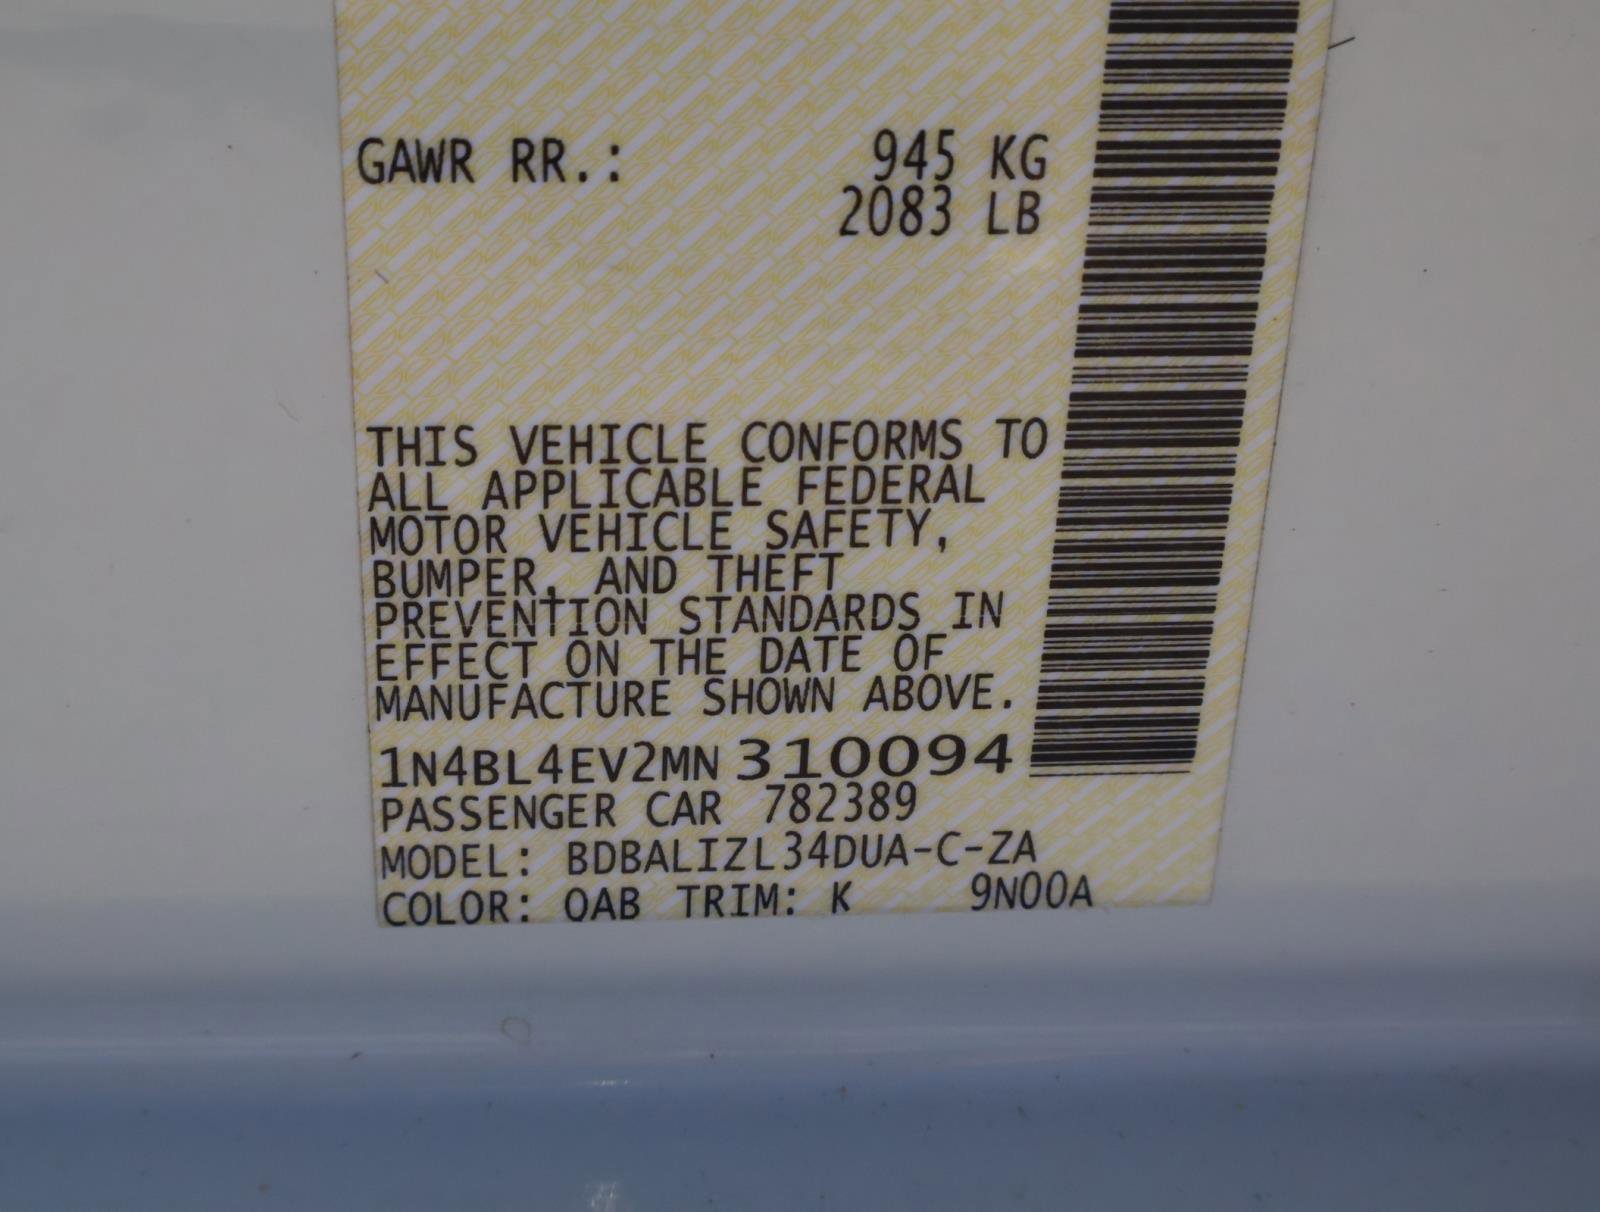 GAWR RR.: 945 KG
2083 LB
THIS VEHICLE CONFORMS TO
ALL APPLICABLE FEDERAL
MOTOR VEHICLE SAFETY,
BUMPER, AND THEFT
PREVENTION STANDARDS IN
EFFECT ON THE DATE OF
MANUFACTURE SHOWN ABOVE.
1N4BL4EV2MN310094
PASSENGER CAR 782389
MODEL: BDBALIZL34DUA-C-ZA
COLOR: QAB TRIM: K 9N00A